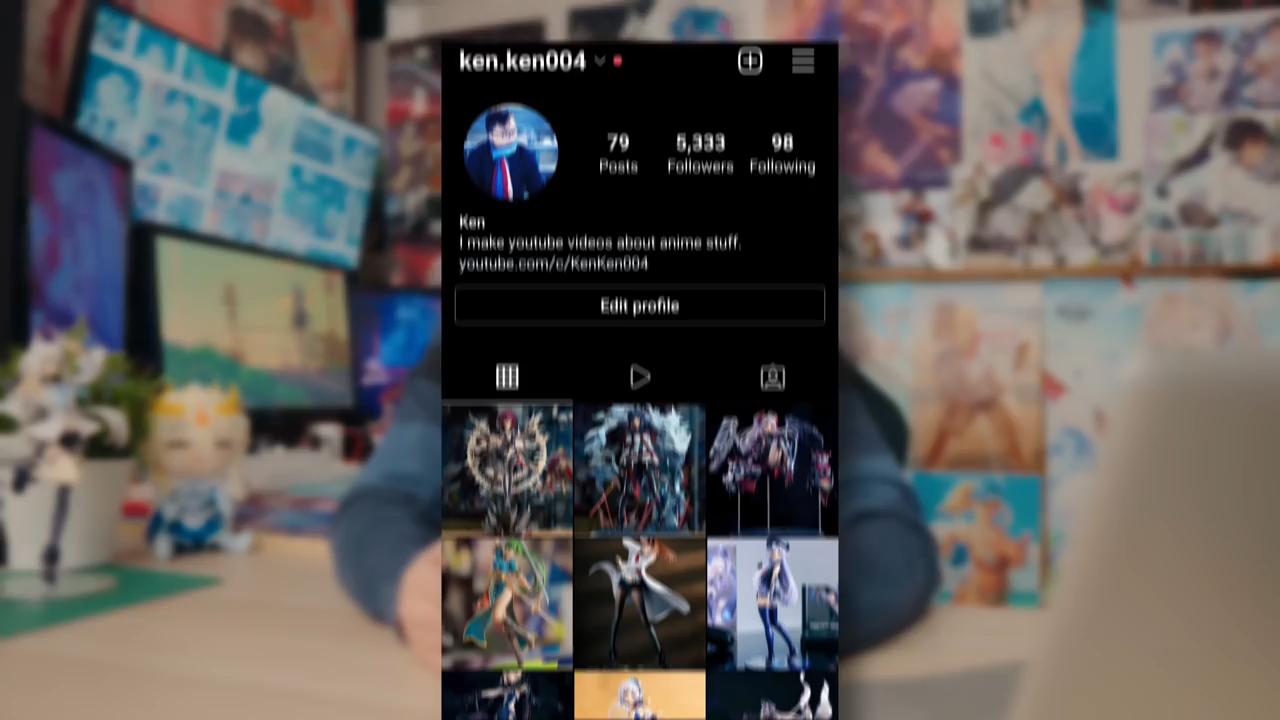 ken.ken004
79
5,333
98
Posts
Followers
Following
Ken
I make youtube videos about anime stuff.
youtube.com/c/KenKen004
Edit profile